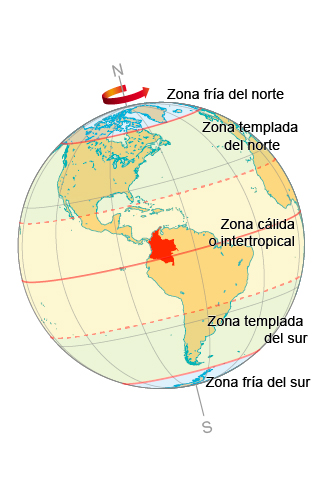 N
Zona fría del norte
Zona templada
del norte
Zona cálida
o intertropical
Zona templada
del sur
Zona fría del sur
S